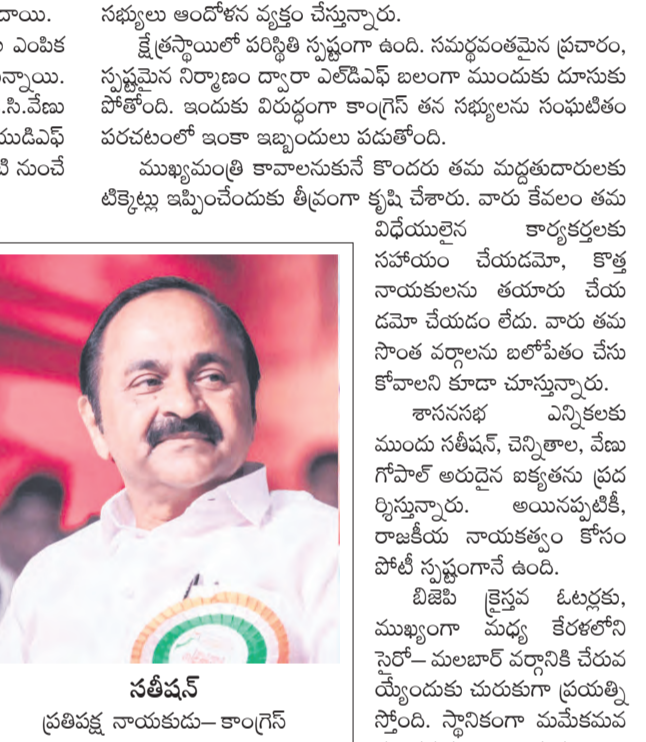 దాయి.
ఎంపిక
న్నాయి.
.సి.వేణు
యుడిఎఫ్
టి నుంచే
సభ్యులు ఆందోళన వ్యక్తం చేస్తున్నారు.
క్షేత్రస్థాయిలో పరిస్థితి స్పష్టంగా ఉంది. సమర్థవంతమైన ప్రచారం,
స్పష్టమైన నిర్మాణం ద్వారా ఎల్‌డిఎఫ్ బలంగా ముందుకు దూసుకు
పోతోంది. ఇందుకు విరుద్ధంగా కాంగ్రెస్ తన సభ్యులను సంఘటితం
పరచటంలో ఇంకా ఇబ్బందులు పడుతోంది.
ముఖ్యమంత్రి కావాలనుకునే కొందరు తమ మద్దతుదారులకు
టిక్కెట్లు ఇప్పించేందుకు తీవ్రంగా కృషి చేశారు. వారు కేవలం తమ
విధేయులైన కార్యకర్తలకు
సహాయం చేయడమో, కొత్త
నాయకులను తయారు చేయ
డమో చేయడం లేదు. వారు తమ
సొంత వర్గాలను బలోపేతం చేసు
కోవాలని కూడా చూస్తున్నారు.
శాసనసభ ఎన్నికలకు
ముందు సతీషన్, చెన్నితాల, వేణు
గోపాల్ అరుదైన ఐక్యతను ప్రద
ర్శిస్తున్నారు. అయినప్పటికీ,
రాజకీయ నాయకత్వం కోసం
పోటీ స్పష్టంగానే ఉంది.
బిజెపి క్రైస్తవ ఓటర్లకు,
ముఖ్యంగా మధ్య కేరళలోని
సైరో– మలబార్ వర్గానికి చేరువ
య్యేందుకు చురుకుగా ప్రయత్ని
స్తోంది. స్థానికంగా మమేకమవ
సతీషన్
ప్రతిపక్ష నాయకుడు– కాంగ్రెస్